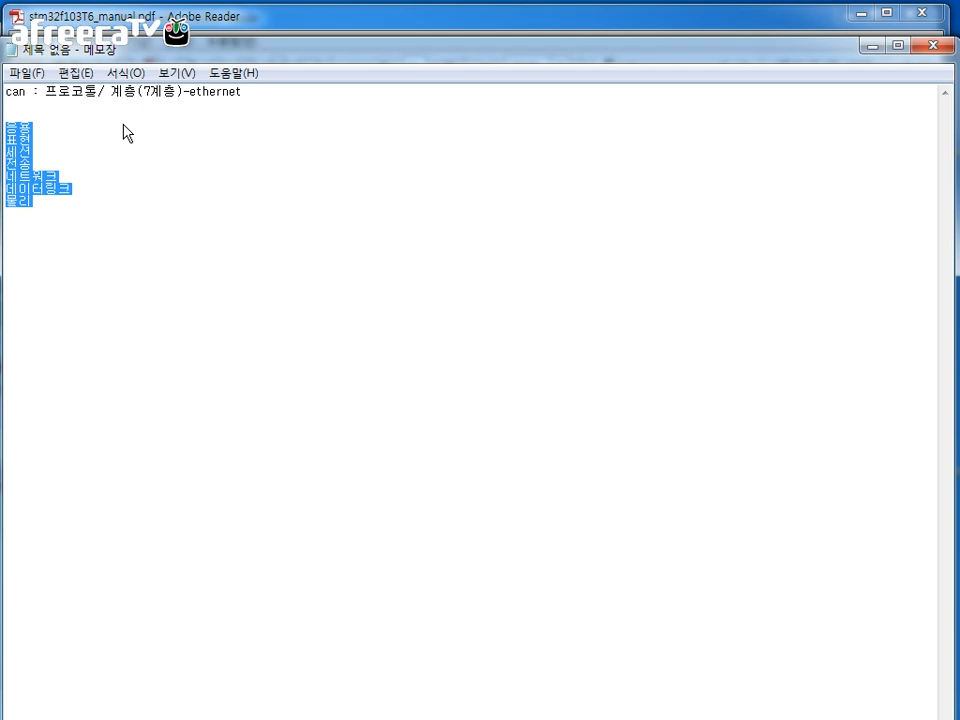 stm32f103T6_manual.pdf - Adobe Reader
afreecaTV
제목 없음 - 메모장
파일(F) 편집(E) 서식(O) 보기(V) 도움말(H)
can : 프로코통/ 계층(7계층)-ethernet
응용
표현
세션
전송
네트워크
데이터링크
물리